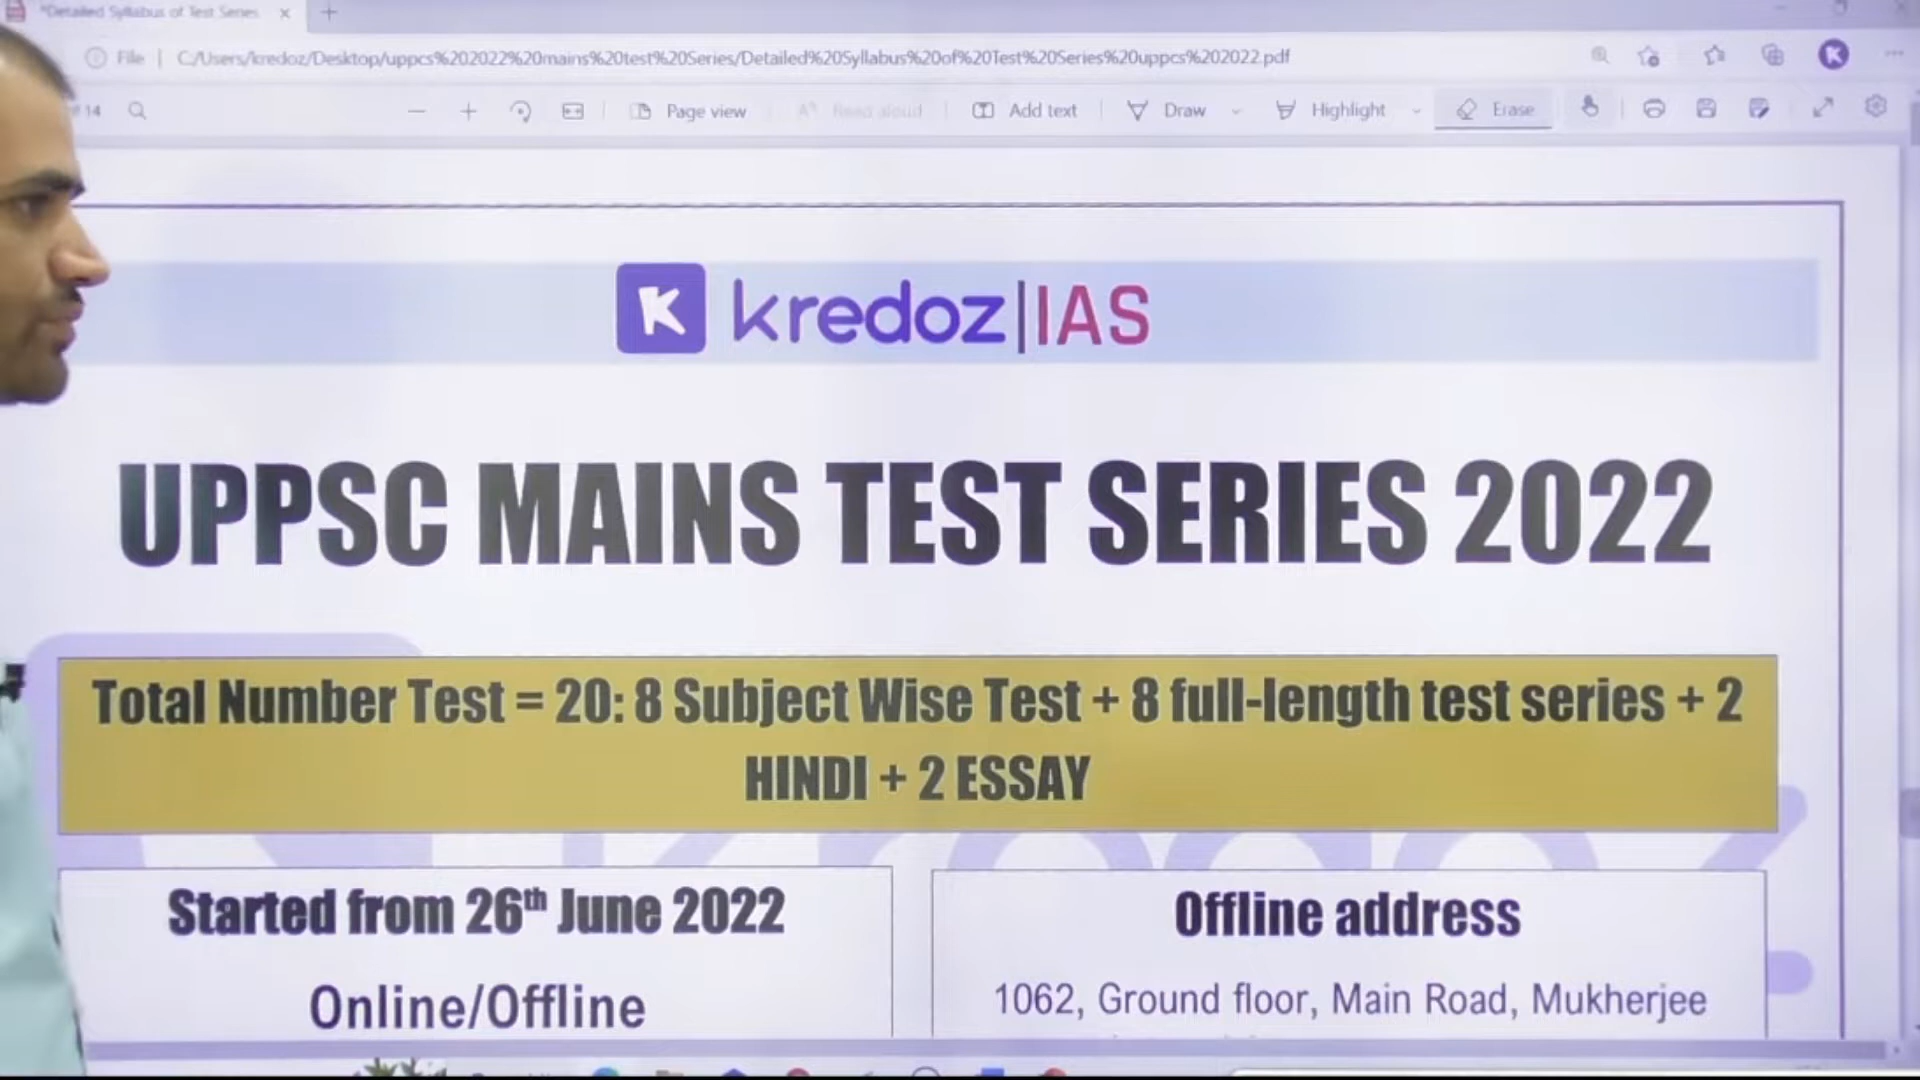 *Detailed Syllabus of Test Series
File | C:/Users/kredoz/Desktop/uppcs%202022%20mains%20test%20Series/Detailed%20Syllabus%20of%20Test%20Series%20uppcs%202022.pdf
14 Page view Read aloud Add text Draw Highlight Erase
K kredoz|IAS
UPPSC MAINS TEST SERIES 2022
Total Number Test = 20: 8 Subject Wise Test + 8 full-length test series + 2
HINDI + 2 ESSAY
Started from 26th June 2022
Online/Offline
Offline address
1062, Ground floor, Main Road, Mukherjee